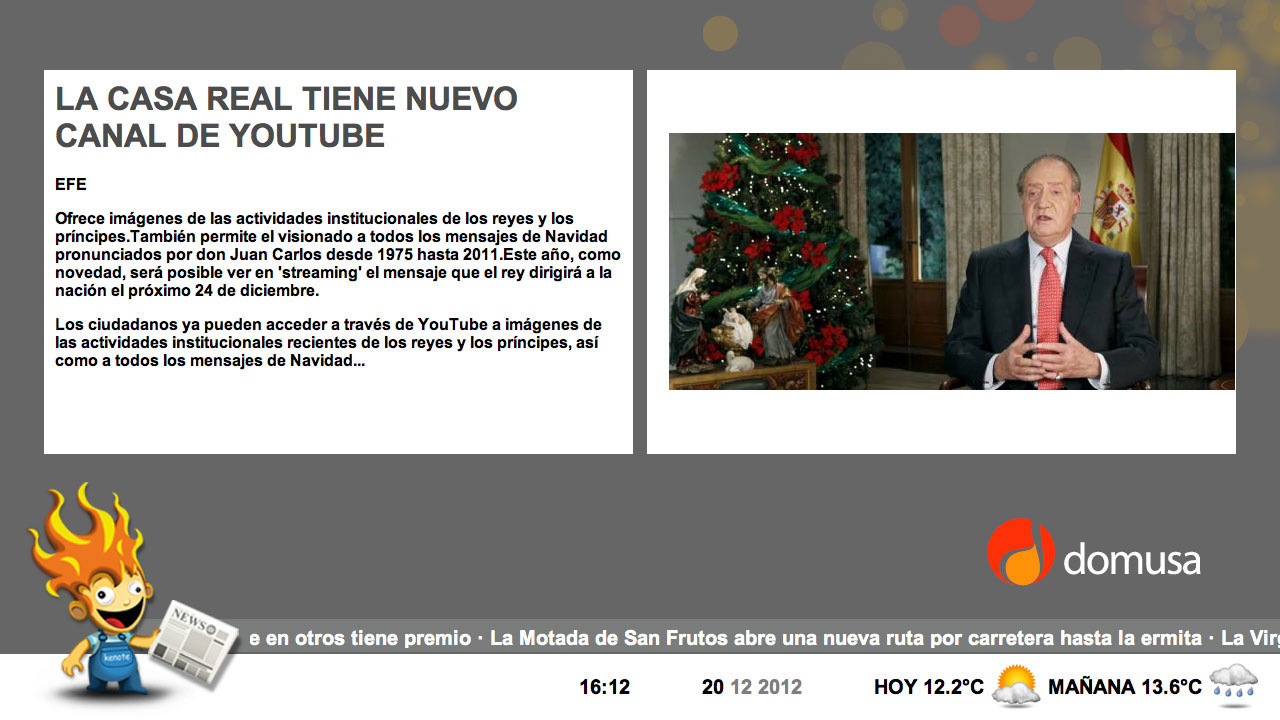 LA CASA REAL TIENE NUEVO
CANAL DE YOUTUBE
EFE
Ofrece imágenes de las actividades institucionales de los reyes y los
príncipes.También permite el visionado a todos los mensajes de Navidad
pronunciados por don Juan Carlos desde 1975 hasta 2011.Este año, como
novedad, será posible ver en 'streaming' el mensaje que el rey dirigirá a la
nación el próximo 24 de diciembre.
Los ciudadanos ya pueden acceder a través de YouTube a imágenes de
las actividades institucionales recientes de los reyes y los príncipes, así
como a todos los mensajes de Navidad...
domusa
NEWS
kenote
e en otros tiene premio · La Motada de San Frutos abre una nueva ruta por carretera hasta la ermita · La Virg
16:12
20 12 2012
HOY 12.2ºC
MAÑANA 13.6ºC